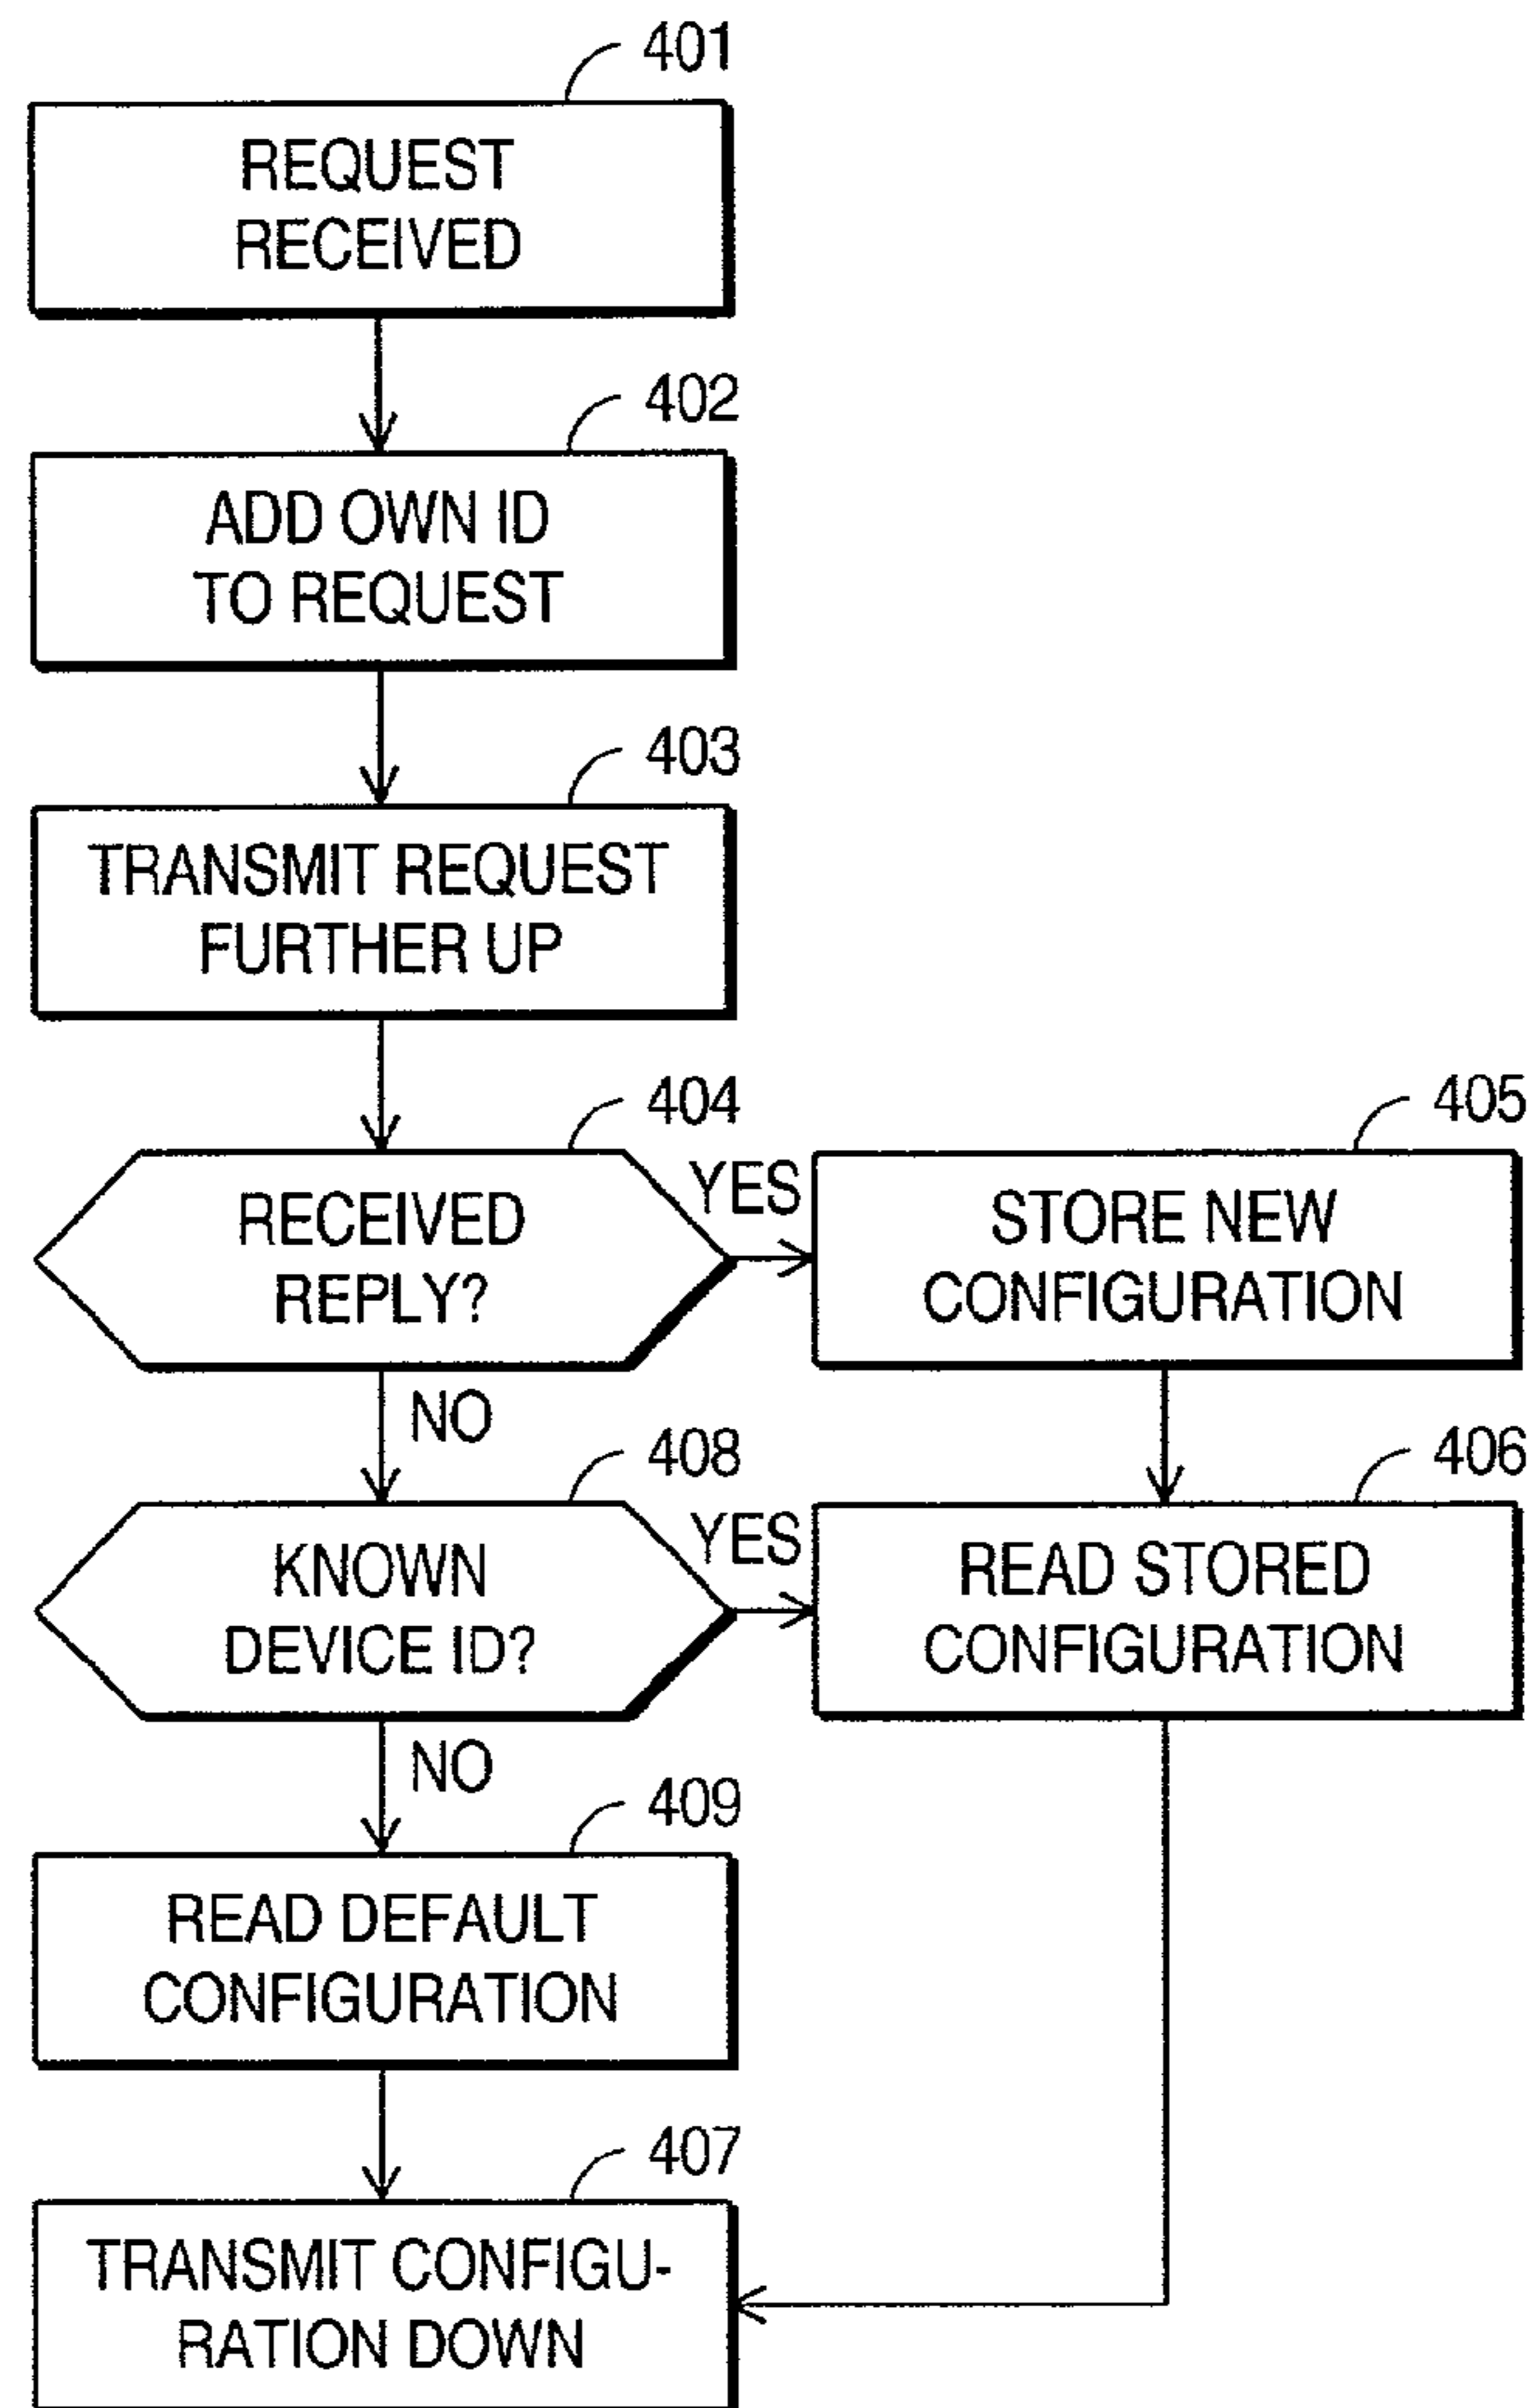 401
REQUEST
RECEIVED
402
ADD OWN ID
TO REQUEST
403
TRANSMIT REQUEST
FURTHER UP
404
RECEIVED
REPLY?
YES
405
STORE NEW
CONFIGURATION
NO
408
KNOWN
DEVICE ID?
YES
406
READ STORED
CONFIGURATION
NO
409
READ DEFAULT
CONFIGURATION
407
TRANSMIT CONFIGU-
RATION DOWN